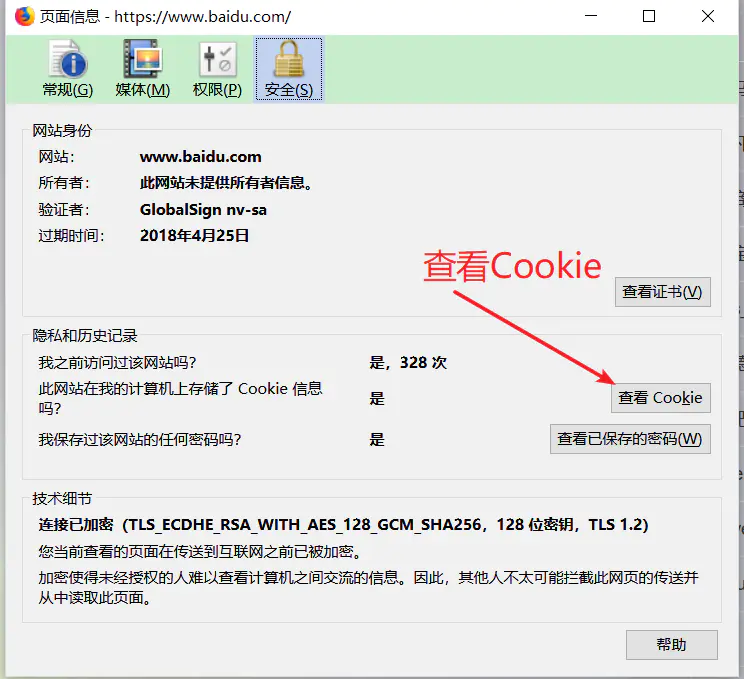 页面信息 - https://www.baidu.com/
常规(G) 媒体(M) 权限(P) 安全(S)
网站身份
网站： www.baidu.com
所有者： 此网站未提供所有者信息。
验证者： GlobalSign nv-sa
过期时间： 2018年4月25日
查看Cookie
查看证书(V)
隐私和历史记录
我之前访问过该网站吗？ 是，328 次
此网站在我的计算机上存储了 Cookie 信息
吗？ 是 查看 Cookie
我保存过该网站的任何密码吗？ 是 查看已保存的密码(W)
技术细节
连接已加密（TLS_ECDHE_RSA_WITH_AES_128_GCM_SHA256，128 位密钥，TLS 1.2）
您当前查看的页面在传送到互联网之前已被加密。
加密使得未经授权的人难以查看计算机之间交流的信息。因此，其他人不太可能拦截此网页的传送并
从中读取此页面。
帮助